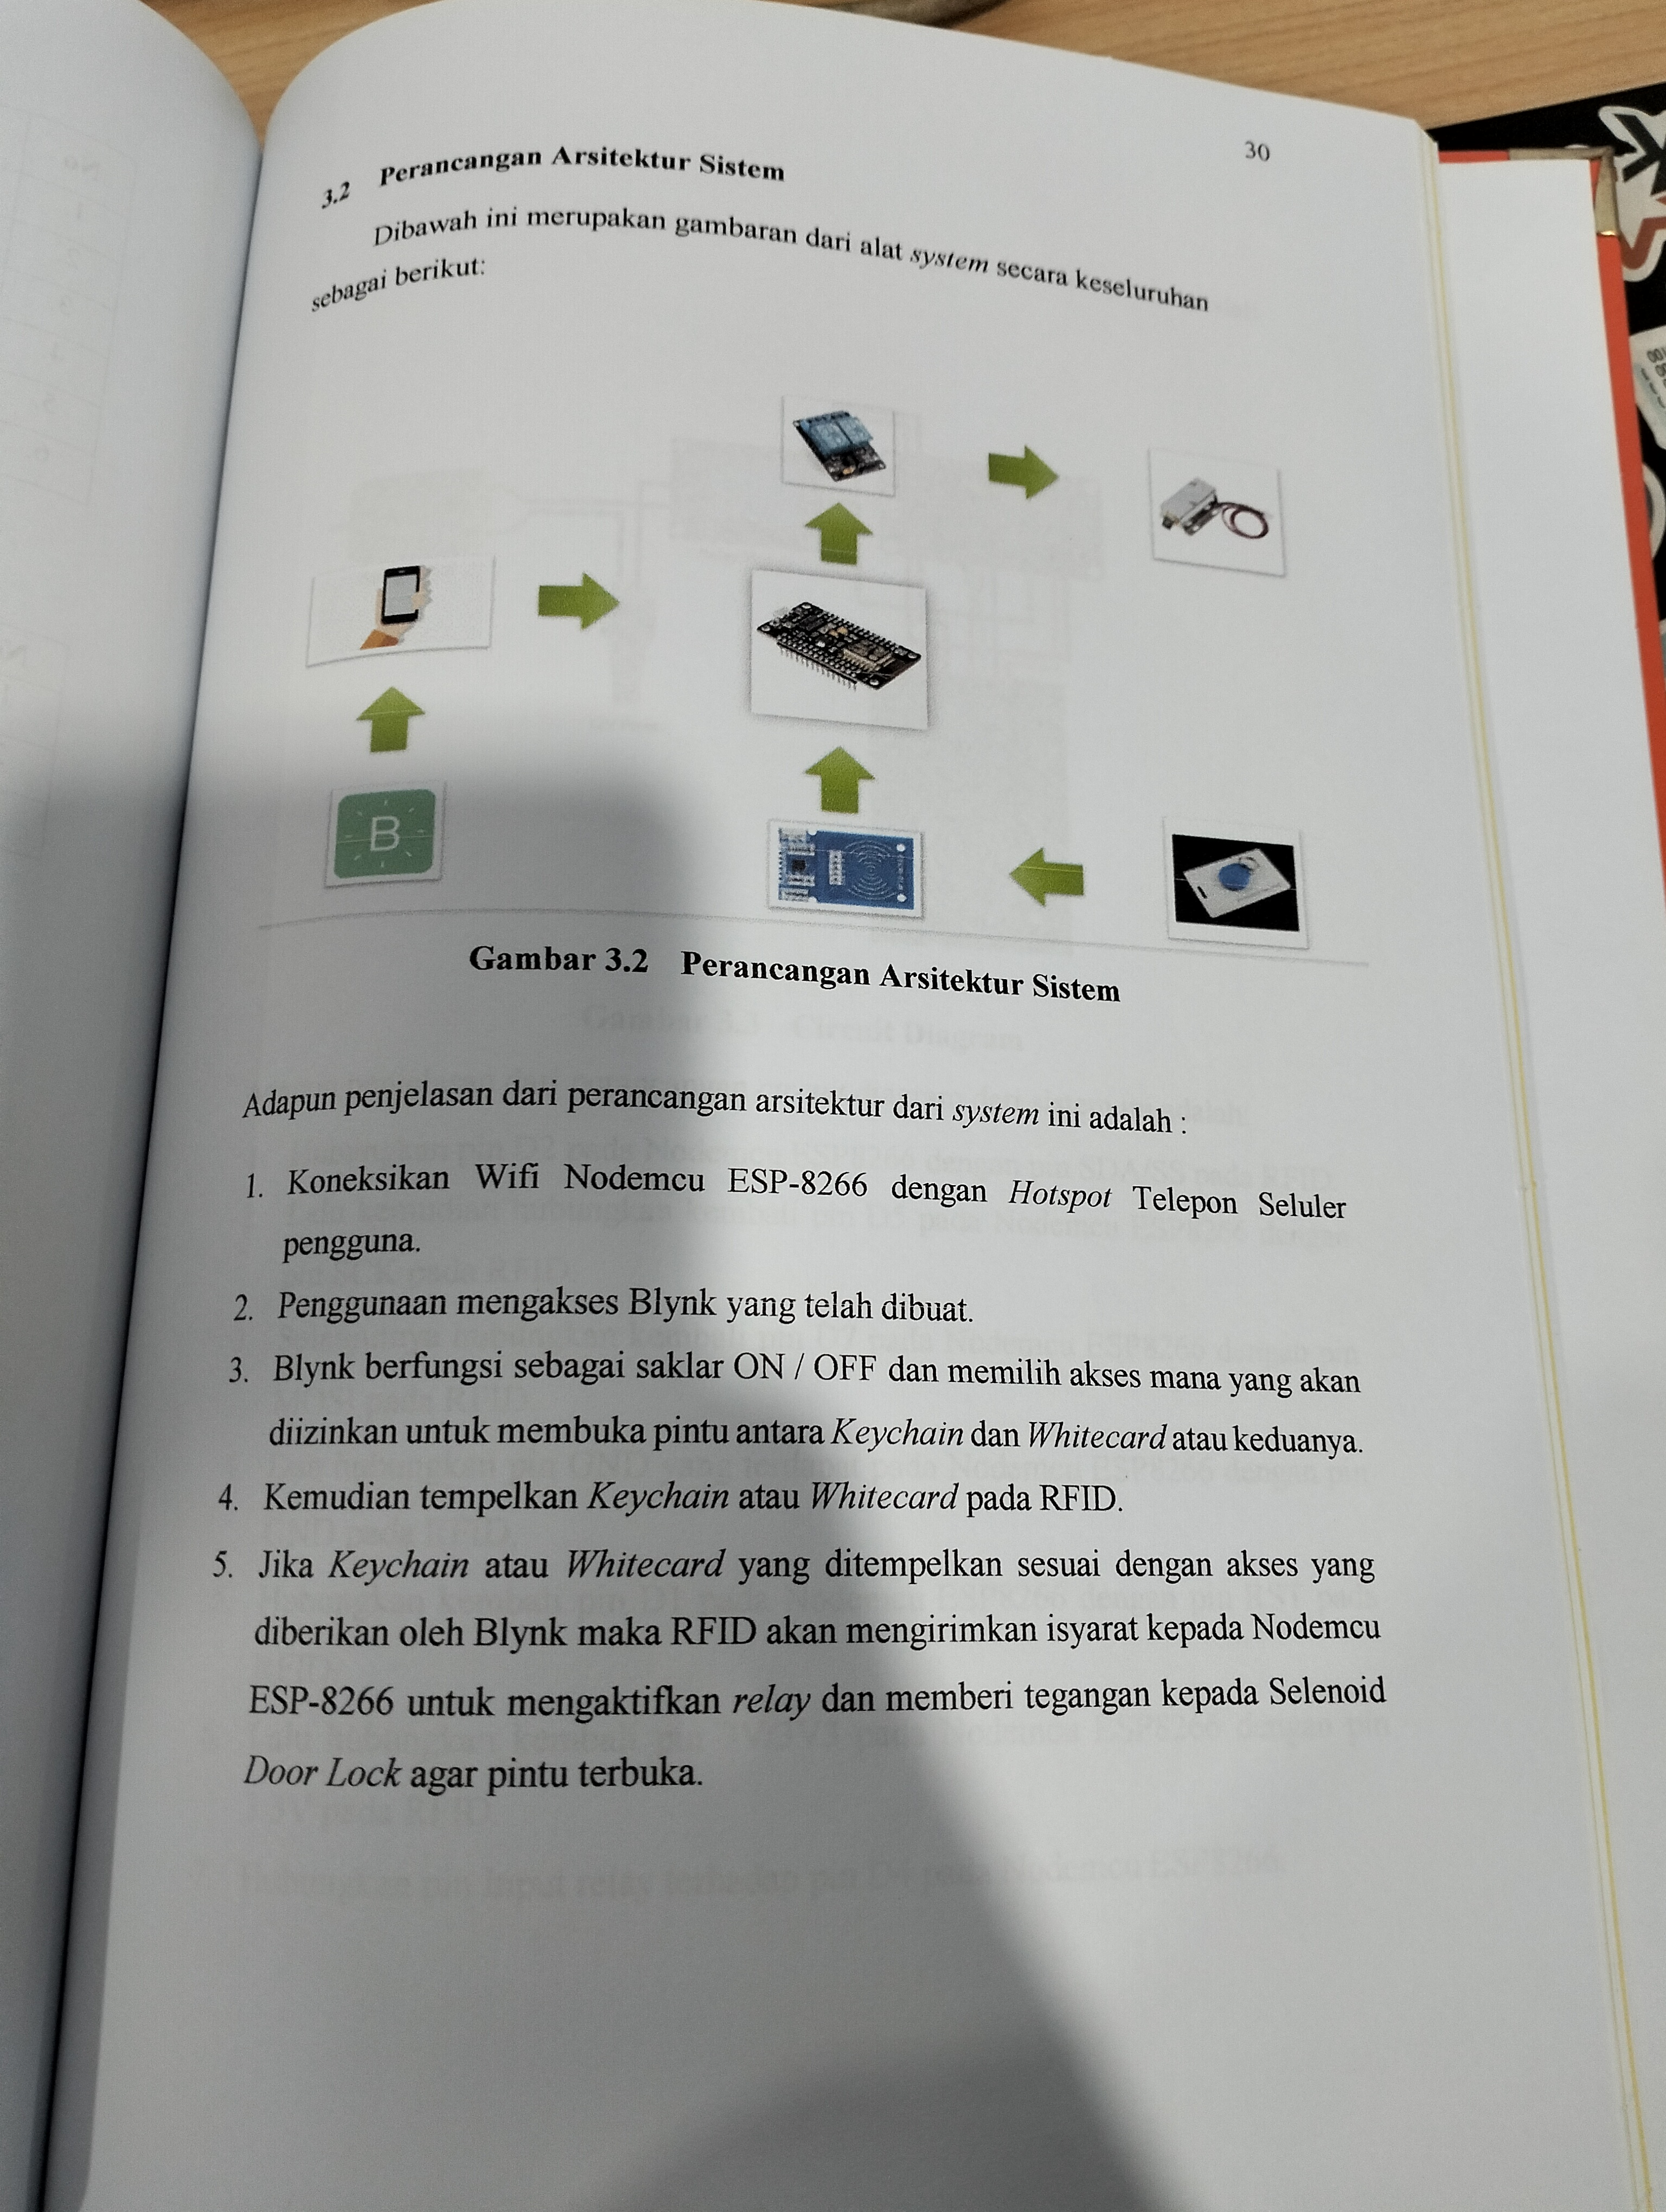 30
3.2 Perancangan Arsitektur Sistem
Dibawah ini merupakan gambaran dari alat system secara keseluruhan
sebagai berikut:
B
Gambar 3.2 Perancangan Arsitektur Sistem
Adapun penjelasan dari perancangan arsitektur dari system ini adalah :
1. Koneksikan Wifi Nodemcu ESP-8266 dengan Hotspot Telepon Seluler
pengguna.
2. Penggunaan mengakses Blynk yang telah dibuat.
3. Blynk berfungsi sebagai saklar ON / OFF dan memilih akses mana yang akan
diizinkan untuk membuka pintu antara Keychain dan Whitecard atau keduanya.
4. Kemudian tempelkan Keychain atau Whitecard pada RFID.
5. Jika Keychain atau Whitecard yang ditempelkan sesuai dengan akses yang
diberikan oleh Blynk maka RFID akan mengirimkan isyarat kepada Nodemcu
ESP-8266 untuk mengaktifkan relay dan memberi tegangan kepada Selenoid
Door Lock agar pintu terbuka.